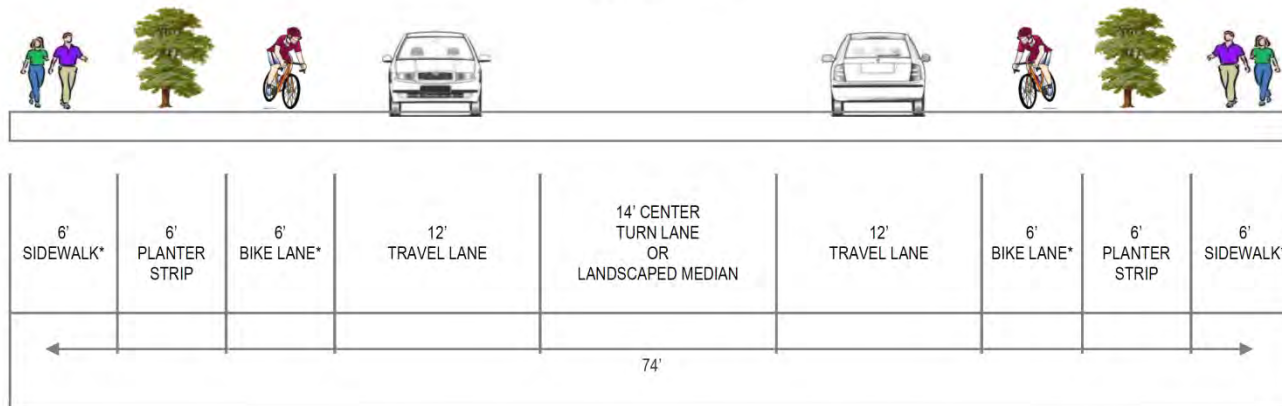 6’
SIDEWALK*
6’
PLANTER
STRIP
6’
BIKE LANE*
12’
TRAVEL LANE
14’ CENTER
TURN LANE
OR
LANDSCAPED MEDIAN
12’
TRAVEL LANE
6’
BIKE LANE*
6’
PLANTER
STRIP
6’
SIDEWALK*
74’